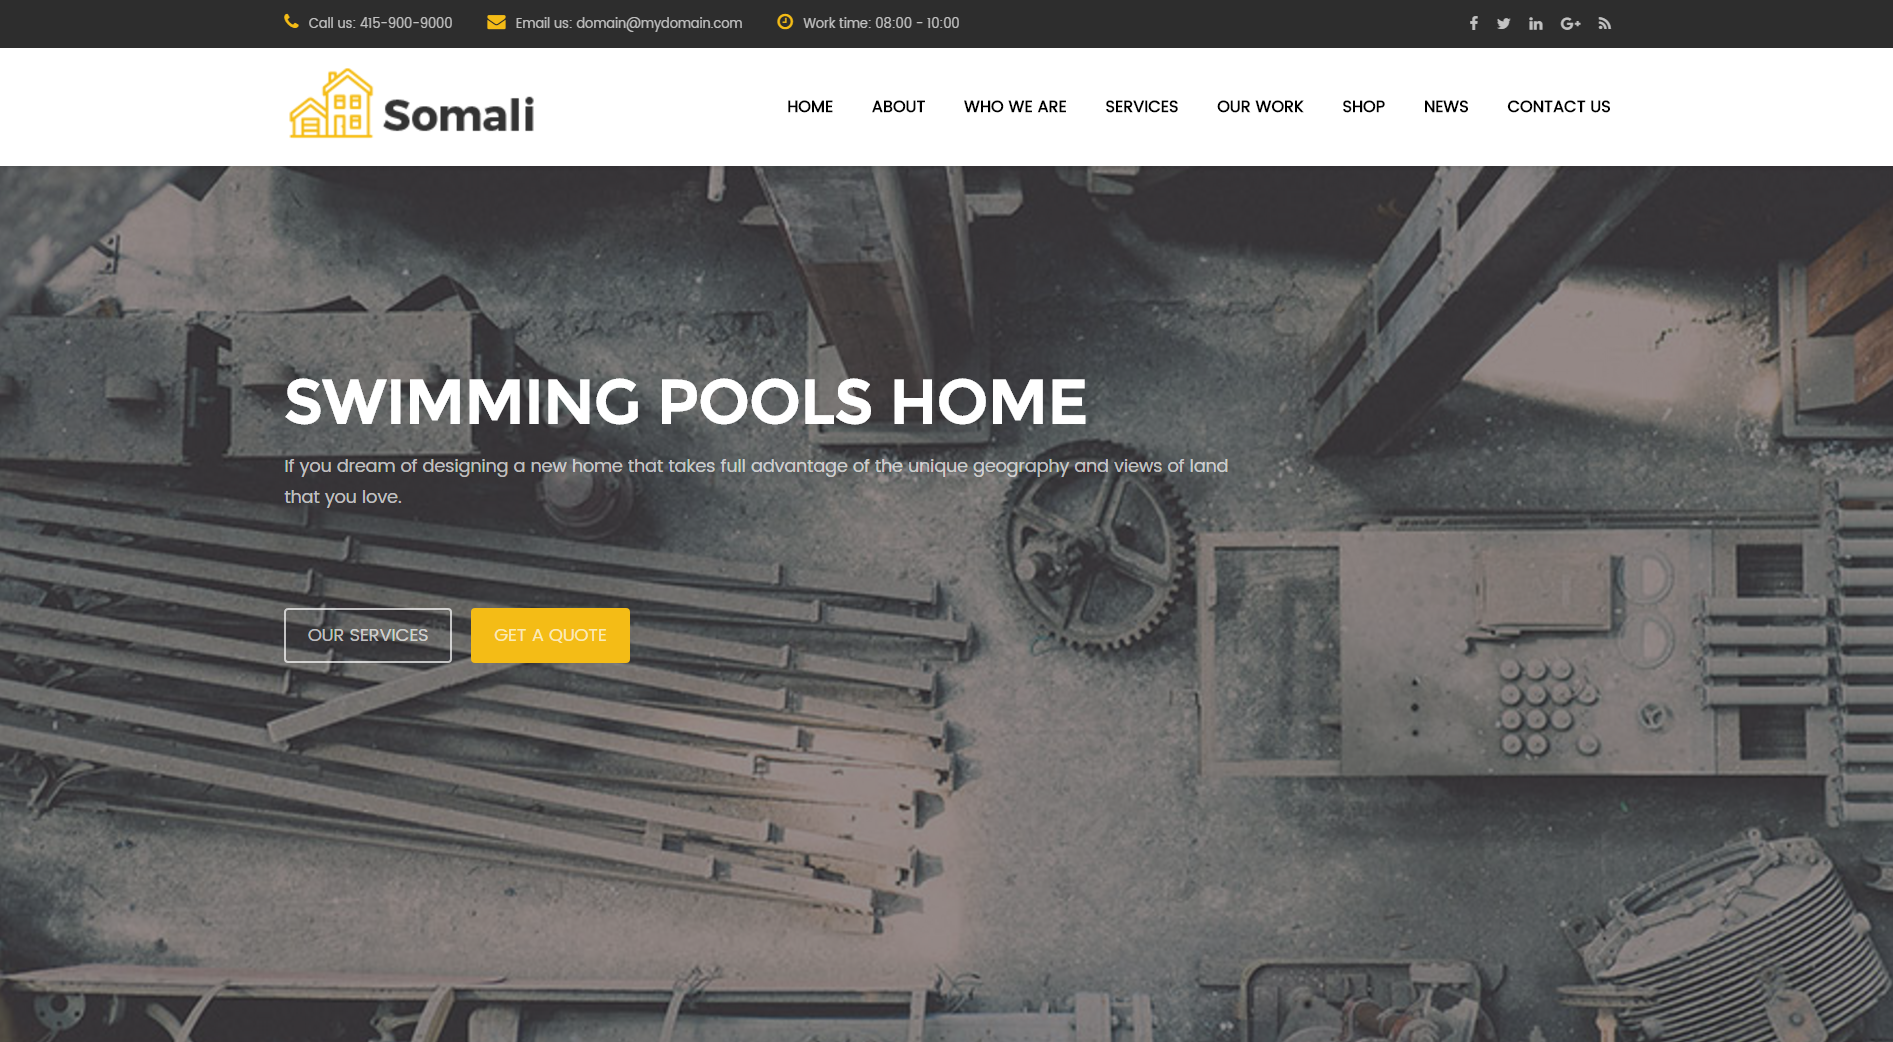 Call us: 415-900-9000
Email us: domain@mydomain.com
Work time: 08:00 - 10:00
Somali
HOME
ABOUT
WHO WE ARE
SERVICES
OUR WORK
SHOP
NEWS
CONTACT US
SWIMMING POOLS HOME
If you dream of designing a new home that takes full advantage of the unique geography and views of land
that you love.
OUR SERVICES
GET A QUOTE